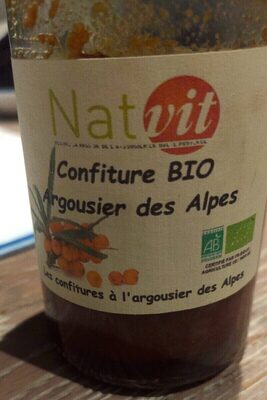 Natvit
Confiture BIO
Argousier des Alpes
AB
Les confitures à l'argousier des Alpes